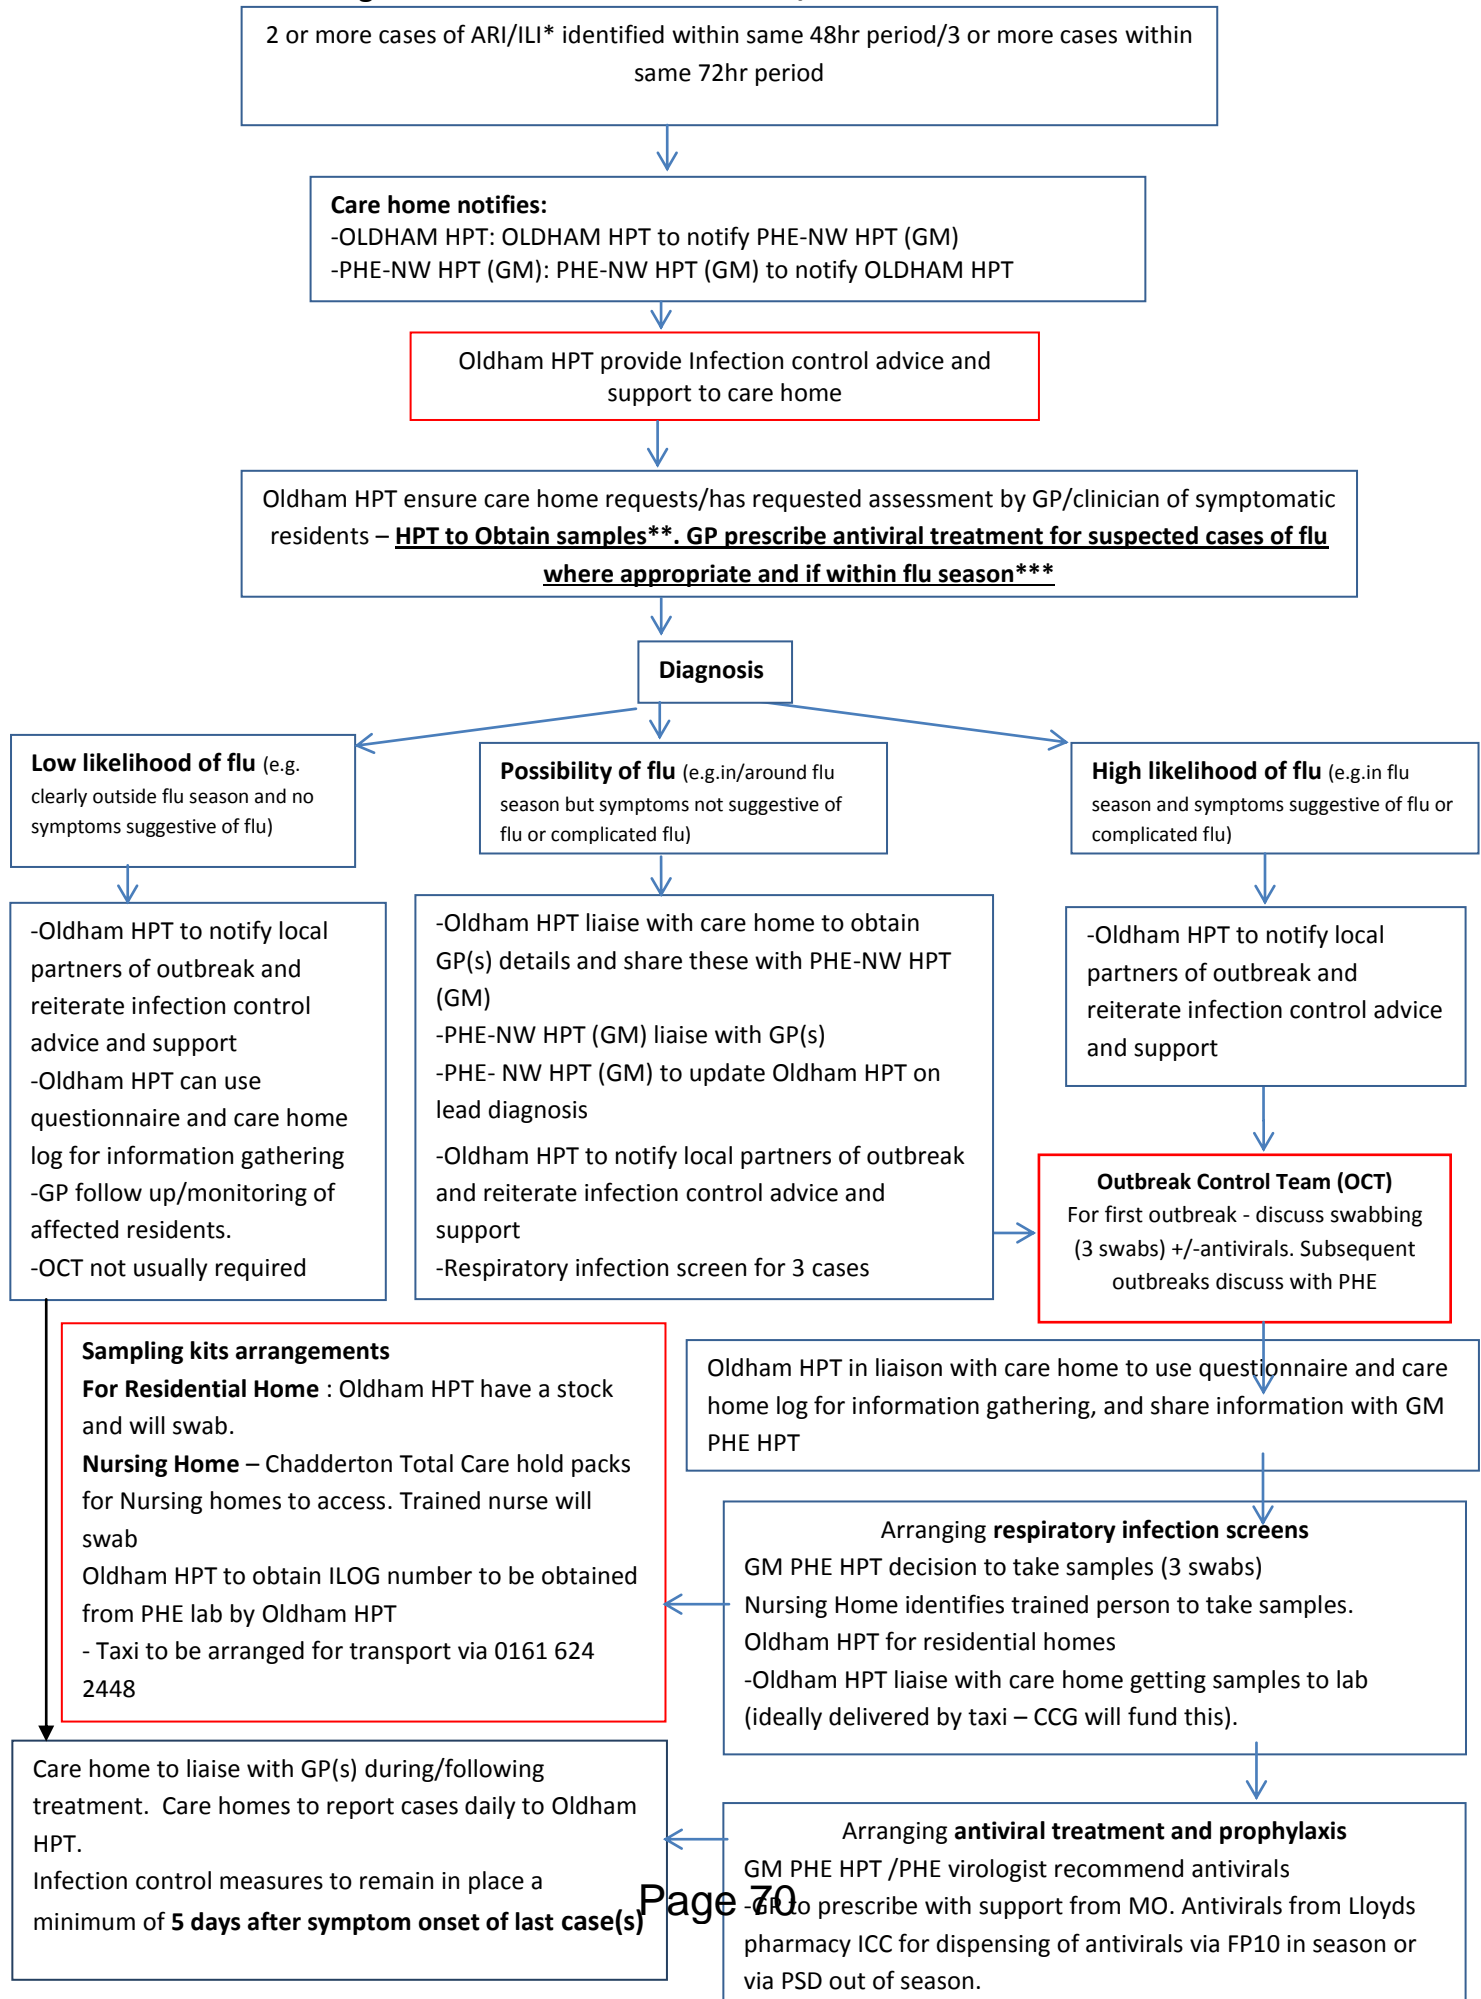 2 or more cases of ARI/ILI* identified within same 48hr period/3 or more cases within
same 72hr period
Care home notifies:
-OLDHAM HPT: OLDHAM HPT to notify PHE-NW HPT (GM)
-PHE-NW HPT (GM): PHE-NW HPT (GM) to notify OLDHAM HPT
Oldham HPT provide Infection control advice and
support to care home
Oldham HPT ensure care home requests/has requested assessment by GP/clinician of symptomatic
residents – HPT to Obtain samples**. GP prescribe antiviral treatment for suspected cases of flu
where appropriate and if within flu season***
Diagnosis
Low likelihood of flu (e.g.
clearly outside flu season and no
symptoms suggestive of flu)
Possibility of flu (e.g.in/around flu
season but symptoms not suggestive of
flu or complicated flu)
High likelihood of flu (e.g.in flu
season and symptoms suggestive of flu or
complicated flu)
-Oldham HPT to notify local
partners of outbreak and
reiterate infection control
advice and support
-Oldham HPT can use
questionnaire and care home
log for information gathering
-GP follow up/monitoring of
affected residents.
-OCT not usually required
-Oldham HPT liaise with care home to obtain
GP(s) details and share these with PHE-NW HPT
(GM)
-PHE-NW HPT (GM) liaise with GP(s)
-PHE- NW HPT (GM) to update Oldham HPT on
lead diagnosis
-Oldham HPT to notify local partners of outbreak
and reiterate infection control advice and
support
-Respiratory infection screen for 3 cases
-Oldham HPT to notify local
partners of outbreak and
reiterate infection control advice
and support
Outbreak Control Team (OCT)
For first outbreak - discuss swabbing
(3 swabs) +/-antivirals. Subsequent
outbreaks discuss with PHE
Sampling kits arrangements
For Residential Home : Oldham HPT have a stock
and will swab.
Nursing Home – Chadderton Total Care hold packs
for Nursing homes to access. Trained nurse will
swab
Oldham HPT to obtain ILOG number to be obtained
from PHE lab by Oldham HPT
- Taxi to be arranged for transport via 0161 624
2448
Oldham HPT in liaison with care home to use questionnaire and care
home log for information gathering, and share information with GM
PHE HPT
Arranging respiratory infection screens
GM PHE HPT decision to take samples (3 swabs)
Nursing Home identifies trained person to take samples.
Oldham HPT for residential homes
-Oldham HPT liaise with care home getting samples to lab
(ideally delivered by taxi – CCG will fund this).
Care home to liaise with GP(s) during/following
treatment. Care homes to report cases daily to Oldham
HPT.
Infection control measures to remain in place a
minimum of 5 days after symptom onset of last case(s)
Arranging antiviral treatment and prophylaxis
GM PHE HPT /PHE virologist recommend antivirals
-GP to prescribe with support from MO. Antivirals from Lloyds
pharmacy ICC for dispensing of antivirals via FP10 in season or
via PSD out of season.
Page 70